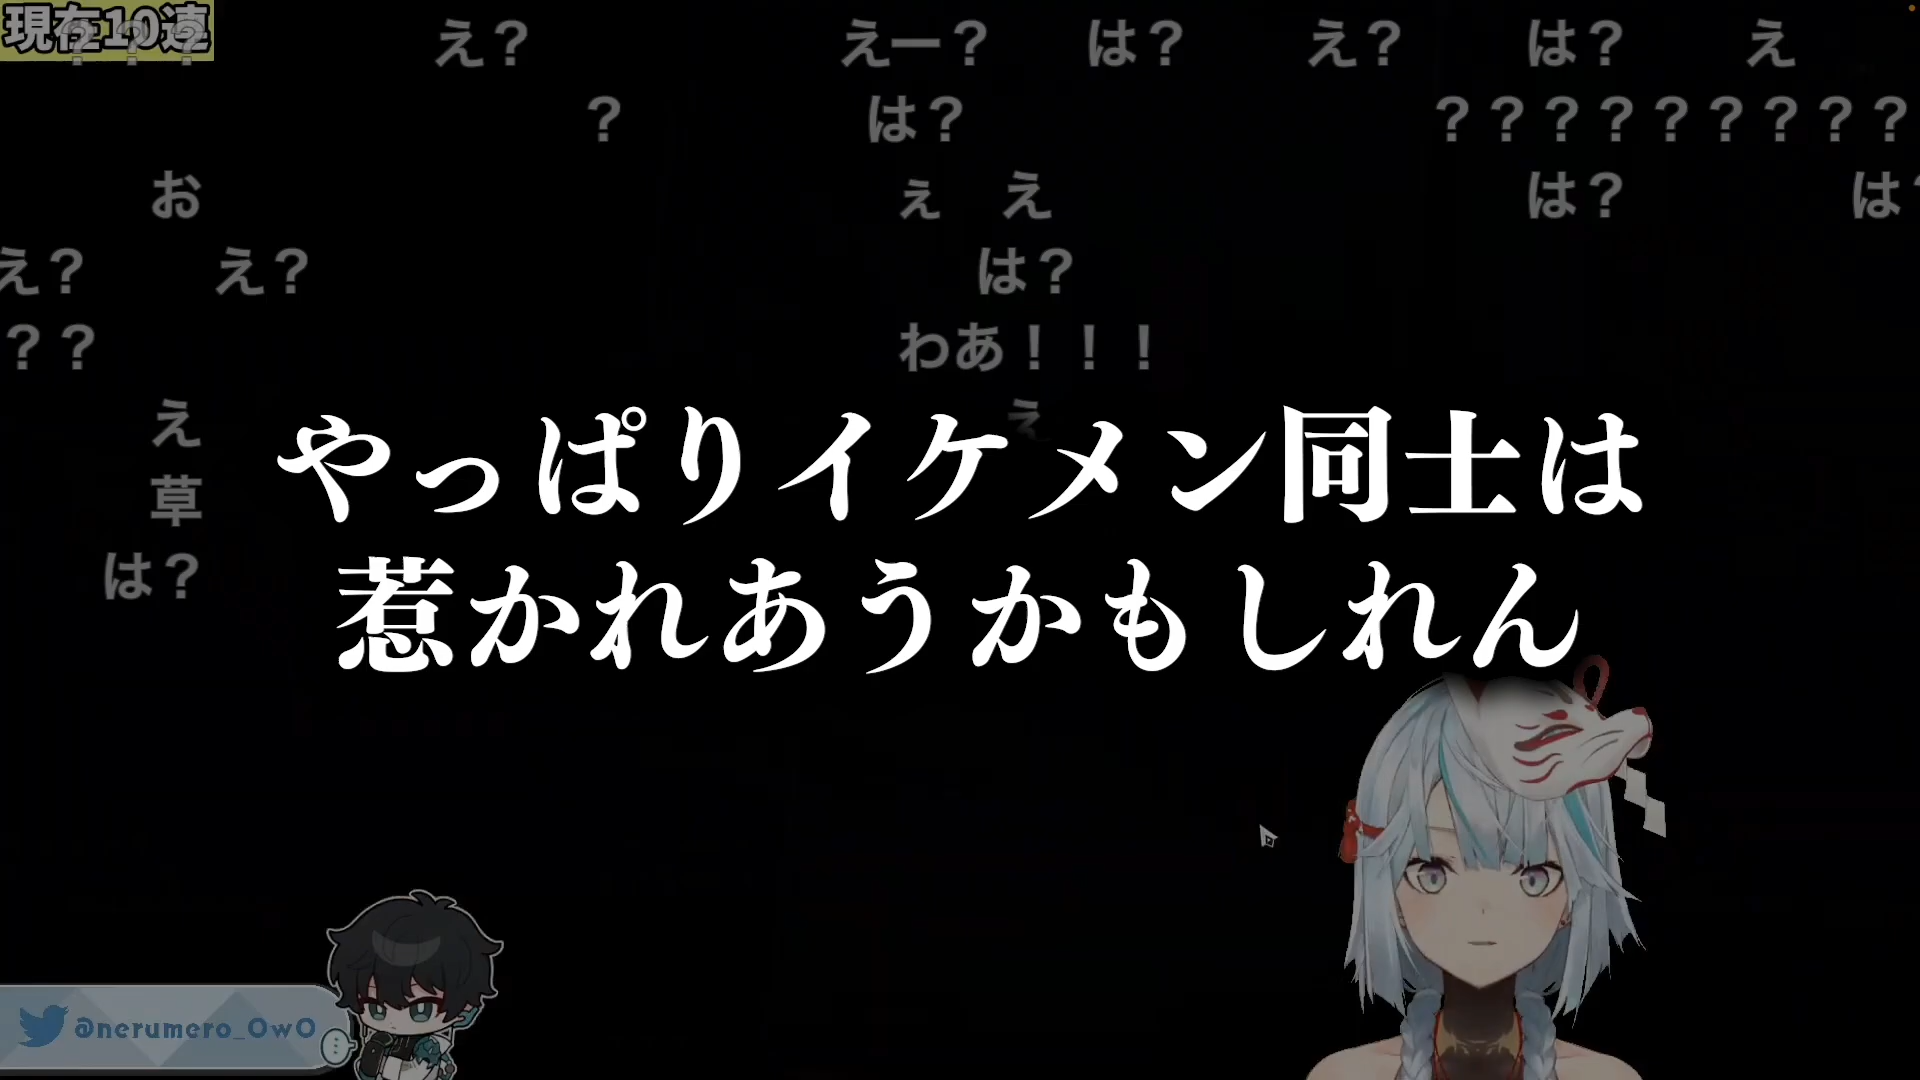 現在10連
？？？
え？
えー？
は？
え？
は？
え
？
は？
？？？？？？？？？
お
ぇ
え
は？
は？
え？
え？
は？
？？
わあ！！！
え
え
やっぱりイケメン同士は
草
は？
惹かれあうかもしれん
@nerumero_OwO